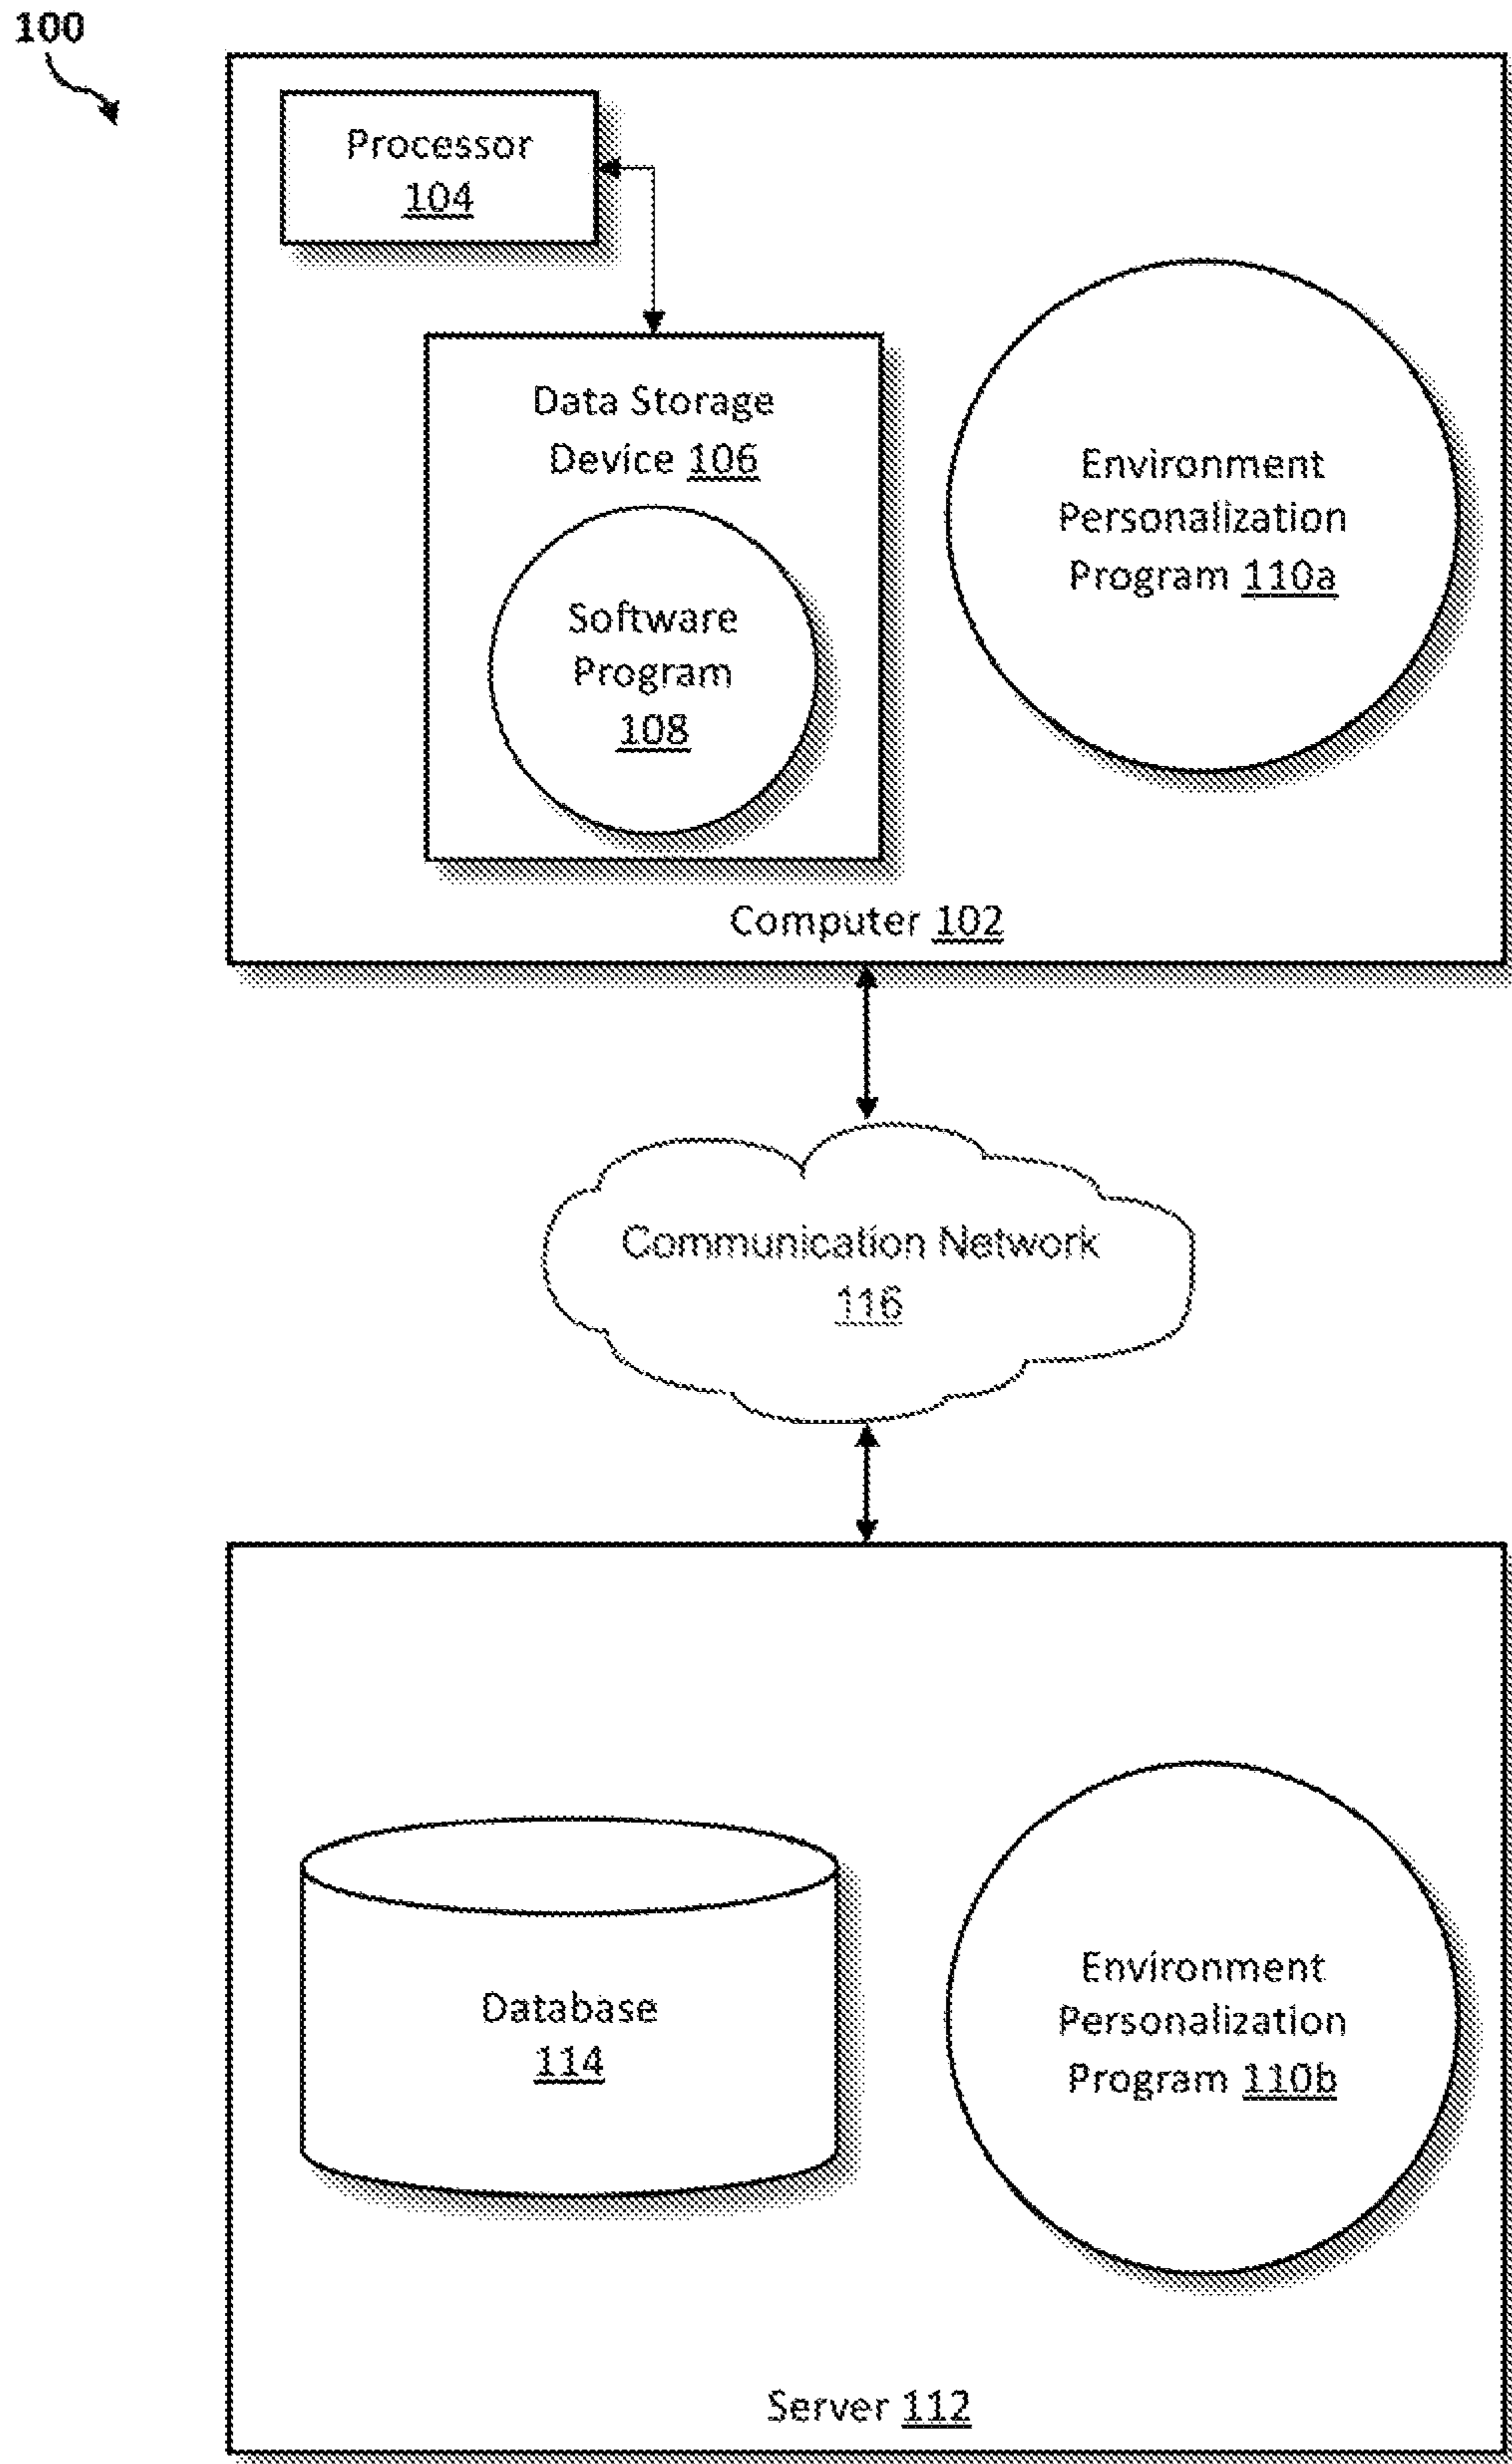 100
Processor
104
Data Storage
Device 106
Software
Program
108
Environment
Personalization
Program 110a
Computer 102
Communication Network
116
Database
114
Environment
Personalization
Program 110b
Server 112